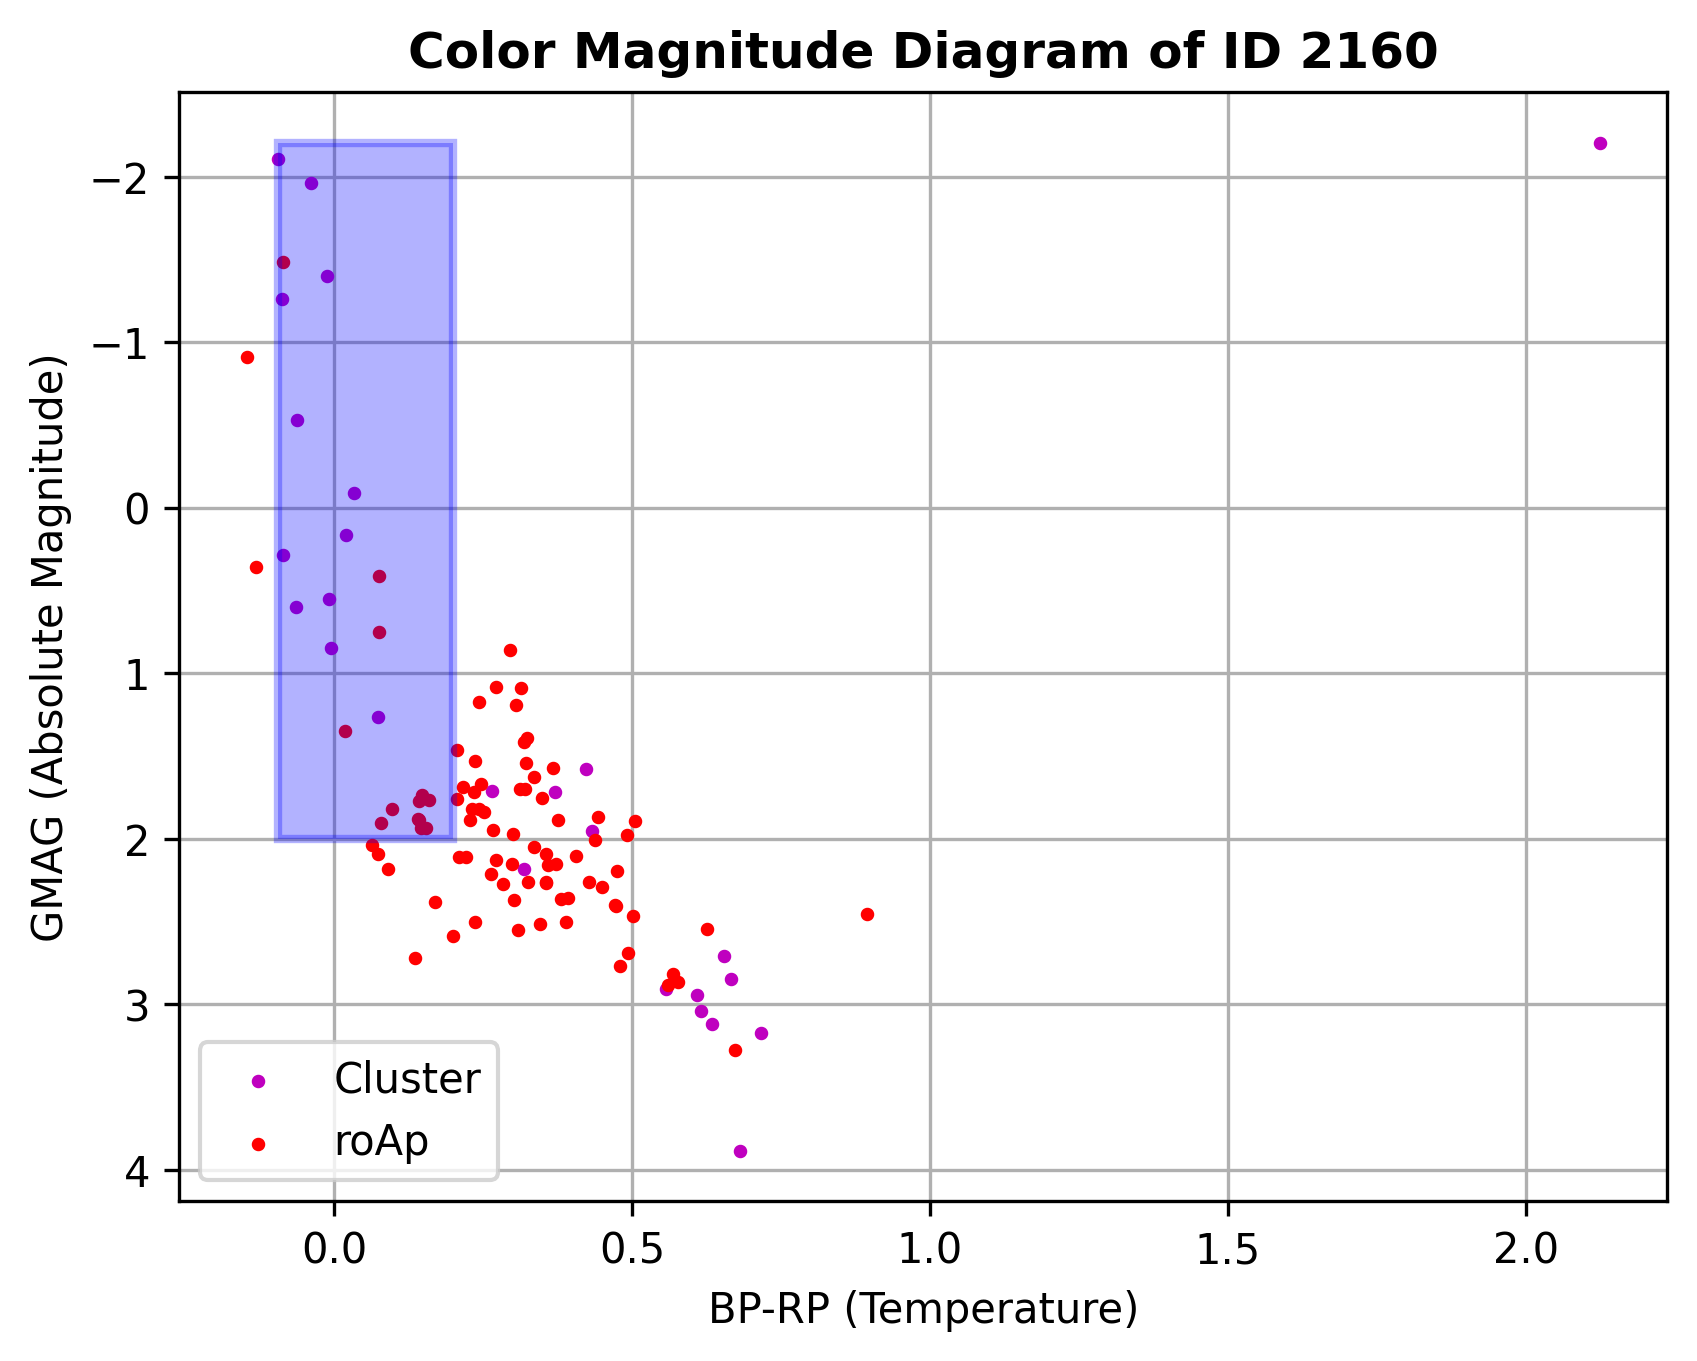 Color Magnitude Diagram of ID 2160
GMAG (Absolute Magnitude)
−2
−1
0
1
2
3
4
Cluster
roAp
0.0 0.5 1.0 1.5 2.0
BP-RP (Temperature)